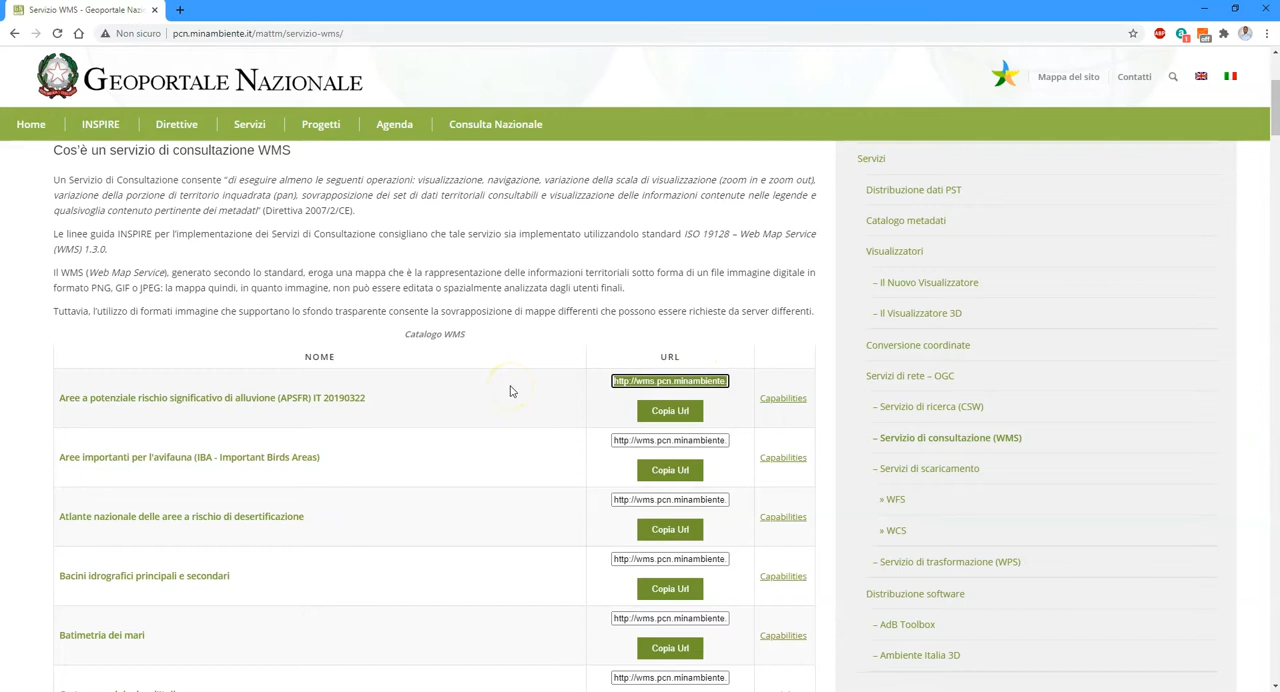 Servizio WMS - Geoportale Nazion
Non sicuro pcn.minambiente.it/mattm/servizio-wms/
ABP
1
off
GEOPORTALE NAZIONALE
Mappa del sito Contatti
Home INSPIRE Direttive Servizi Progetti Agenda Consulta Nazionale
Cos'è un servizio di consultazione WMS
Un Servizio di Consultazione consente "di eseguire almeno le seguenti operazioni: visualizzazione, navigazione, variazione della scala di visualizzazione (zoom in e zoom out),
variazione della porzione di territorio inquadrata (pan), sovrapposizione dei set di dati territoriali consultabili e visualizzazione delle informazioni contenute nelle legende e
qualsivoglia contenuto pertinente dei metadati" (Direttiva 2007/2/CE).
Le linee guida INSPIRE per l'implementazione dei Servizi di Consultazione consigliano che tale servizio sia implementato utilizzandolo standard ISO 19128 – Web Map Service
(WMS) 1.3.0.
Il WMS (Web Map Service), generato secondo lo standard, eroga una mappa che è la rappresentazione delle informazioni territoriali sotto forma di un file immagine digitale in
formato PNG, GIF o JPEG: la mappa quindi, in quanto immagine, non può essere editata o spazialmente analizzata dagli utenti finali.
Tuttavia, l'utilizzo di formati immagine che supportano lo sfondo trasparente consente la sovrapposizione di mappe differenti che possono essere richieste da server differenti.
Catalogo WMS
NOME URL
http://wms.pcn.minambiente.
Aree a potenziale rischio significativo di alluvione (APSFR) IT 20190322 Capabilities
Copia Url
http://wms.pcn.minambiente.
Aree importanti per l'avifauna (IBA - Important Birds Areas) Capabilities
Copia Url
http://wms.pcn.minambiente.
Atlante nazionale delle aree a rischio di desertificazione Capabilities
Copia Url
http://wms.pcn.minambiente.
Bacini idrografici principali e secondari Capabilities
Copia Url
http://wms.pcn.minambiente.
Batimetria dei mari Capabilities
Copia Url
http://wms.pcn.minambiente.
Servizi
Distribuzione dati PST
Catalogo metadati
Visualizzatori
– Il Nuovo Visualizzatore
– Il Visualizzatore 3D
Conversione coordinate
Servizi di rete – OGC
– Servizio di ricerca (CSW)
– Servizio di consultazione (WMS)
– Servizi di scaricamento
» WFS
» WCS
– Servizio di trasformazione (WPS)
Distribuzione software
– AdB Toolbox
– Ambiente Italia 3D